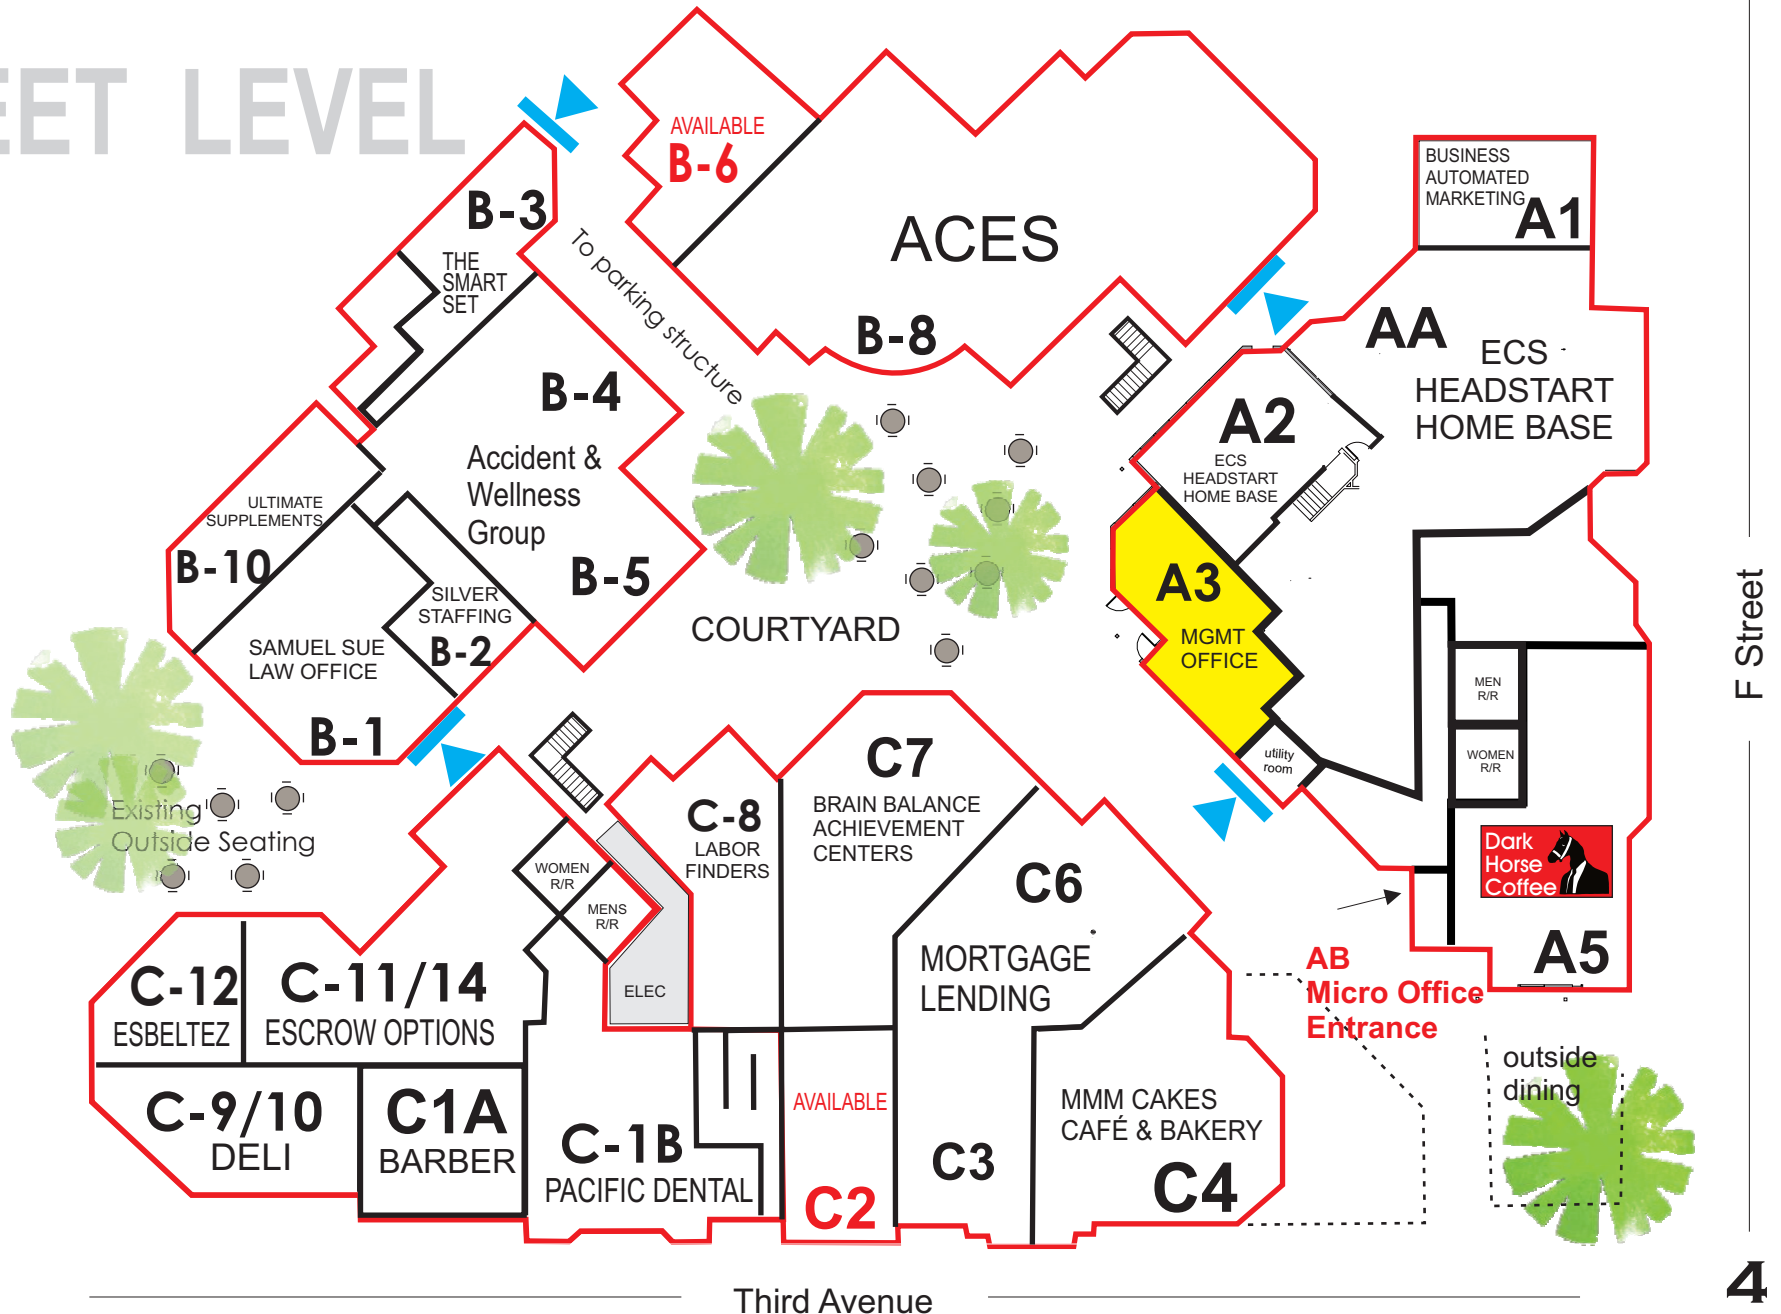 EET LEVEL
AVAILABLE
B-6
B-3
THE
SMART
SET
To parking structure
ACES
B-8
BUSINESS
AUTOMATED
MARKETING
A1
AA
ECS
HEADSTART
HOME BASE
A2
ECS
HEADSTART
HOME BASE
B-4
Accident &
Wellness
Group
B-5
ULTIMATE
SUPPLEMENTS
B-10
SILVER
STAFFING
B-2
SAMUEL SUE
LAW OFFICE
B-1
COURTYARD
A3
MGMT
OFFICE
utility
room
MEN
R/R
WOMEN
R/R
F Street
Existing
Outside Seating
C7
BRAIN BALANCE
ACHIEVEMENT
CENTERS
C-8
LABOR
FINDERS
WOMEN
R/R
MENS
R/R
ELEC
C6
MORTGAGE
LENDING
Dark
Horse
Coffee
A5
AB
Micro Office
Entrance
C-12
ESBELTEZ
C-11/14
ESCROW OPTIONS
C-9/10
DELI
C1A
BARBER
C-1B
PACIFIC DENTAL
AVAILABLE
C2
C3
MMM CAKES
CAFÉ & BAKERY
C4
outside
dining
Third Avenue
4